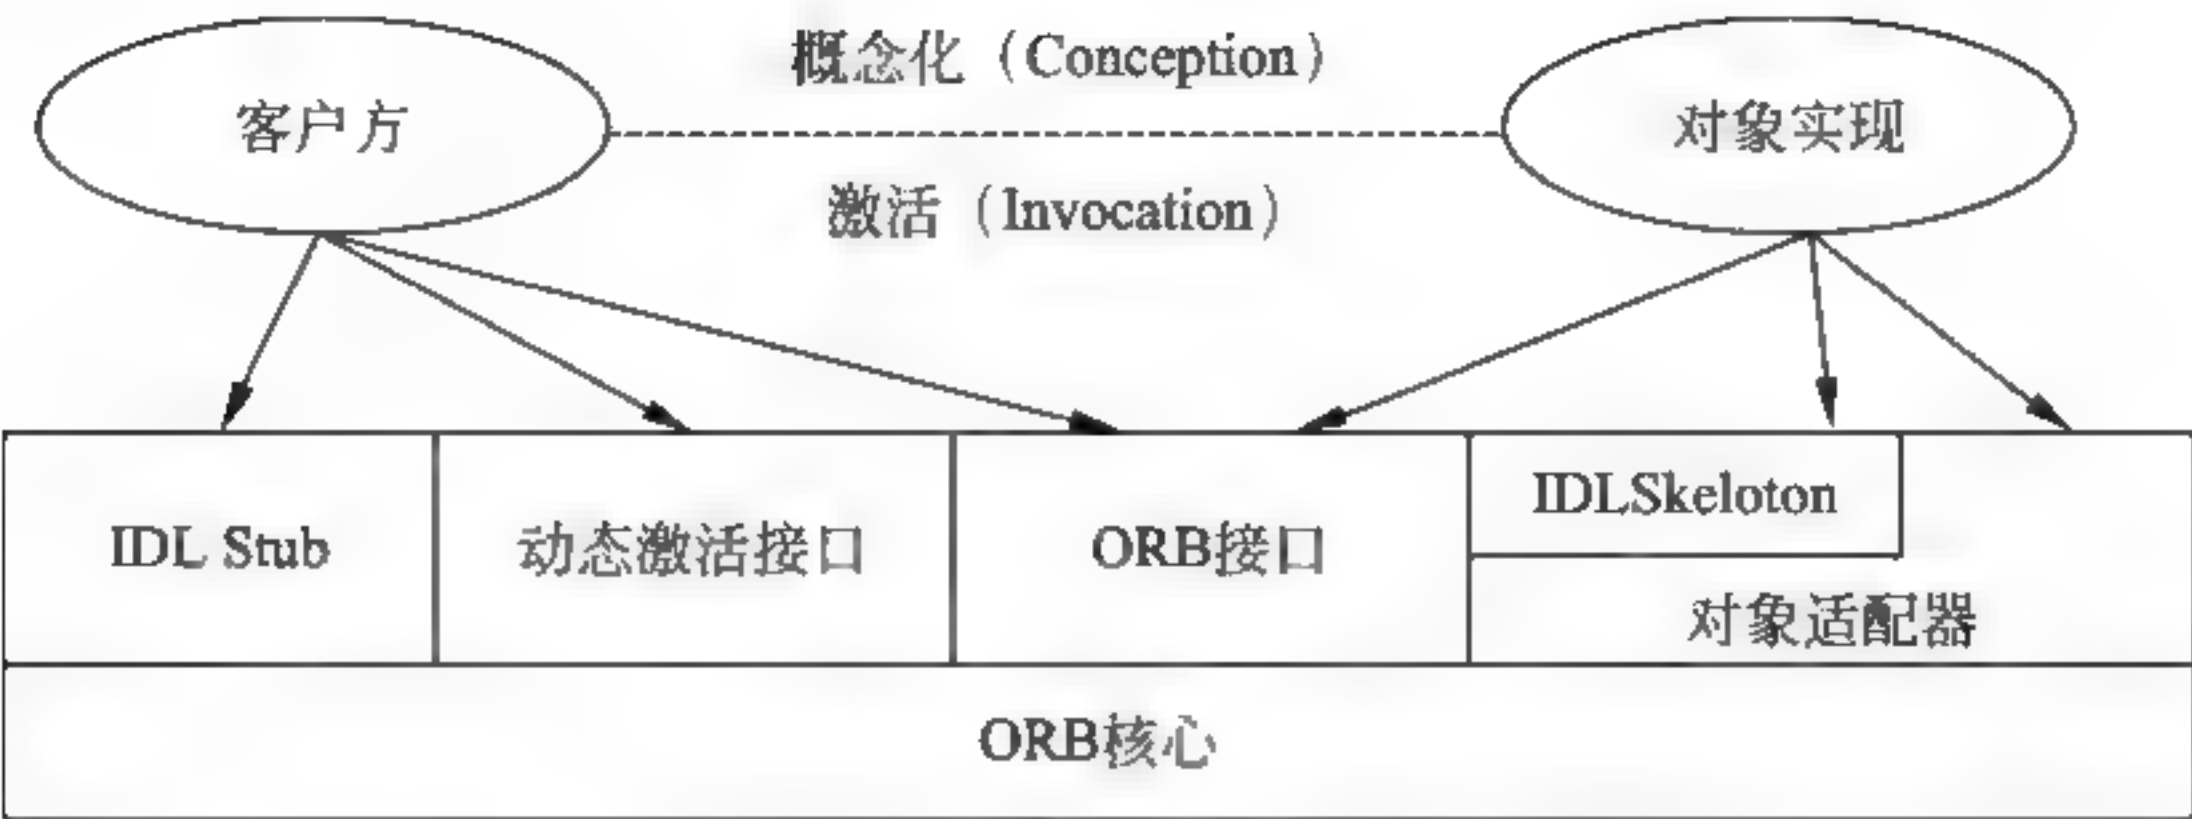 概念化（Conception）
客户方
对象实现
激活（Invocation）
IDL Stub
动态激活接口
ORB接口
IDLSkeloton
对象适配器
ORB核心